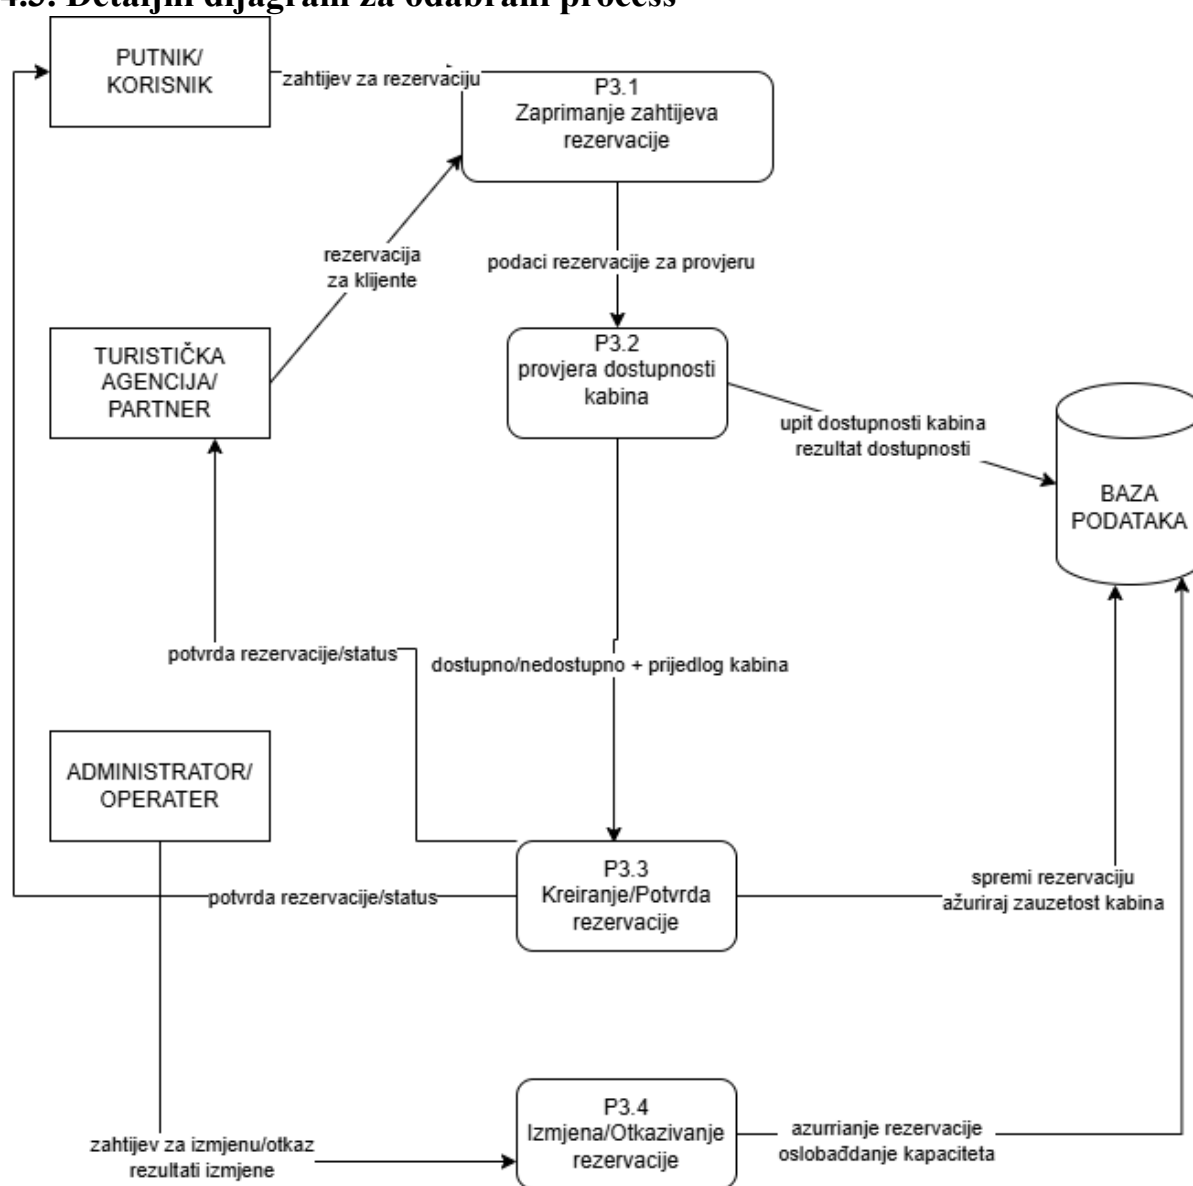 4.3. Detaljni dijagram za odabrani process
PUTNIK/
KORISNIK
zahtijev za rezervaciju
P3.1
Zaprimanje zahtijeva
rezervacije
rezervacija
za klijente
podaci rezervacije za provjeru
TURISTIČKA
AGENCIJA/
PARTNER
P3.2
provjera dostupnosti
kabina
upit dostupnosti kabina
rezultat dostupnosti
BAZA
PODATAKA
potvrda rezervacije/status
dostupno/nedostupno + prijedlog kabina
ADMINISTRATOR/
OPERATER
P3.3
Kreiranje/Potvrda
rezervacije
potvrda rezervacije/status
spremi rezervaciju
ažuriraj zauzetost kabina
P3.4
Izmjena/Otkazivanje
rezervacije
zahtijev za izmjenu/otkaz
rezultati izmjene
azurrianje rezervacije
oslobađdanje kapaciteta